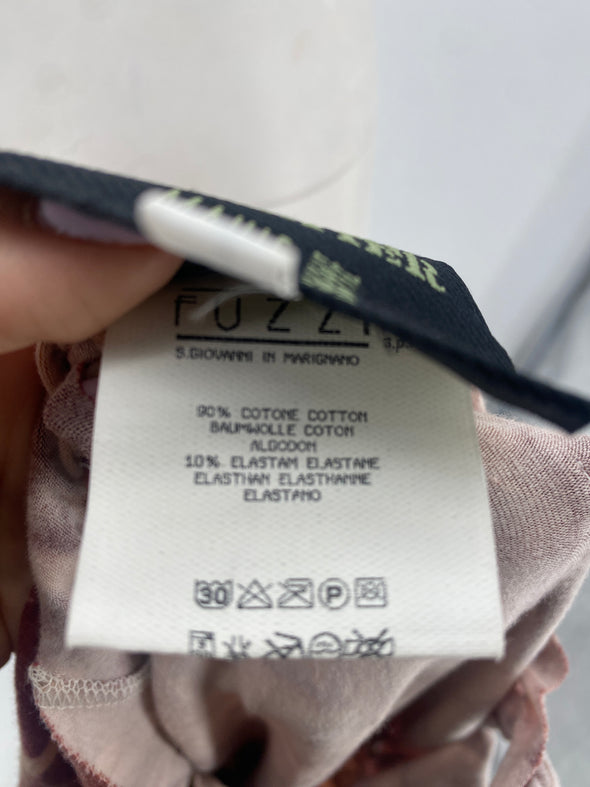 FUZZI
S.P.
S.GIOVANNI IN MARIGNANO
90% COTONE COTTON
BAUMWOLLE COTON
ALGODON
10% ELASTAM ELASTANE
ELASTHAN ELASTHANNE
ELASTANO
30 P